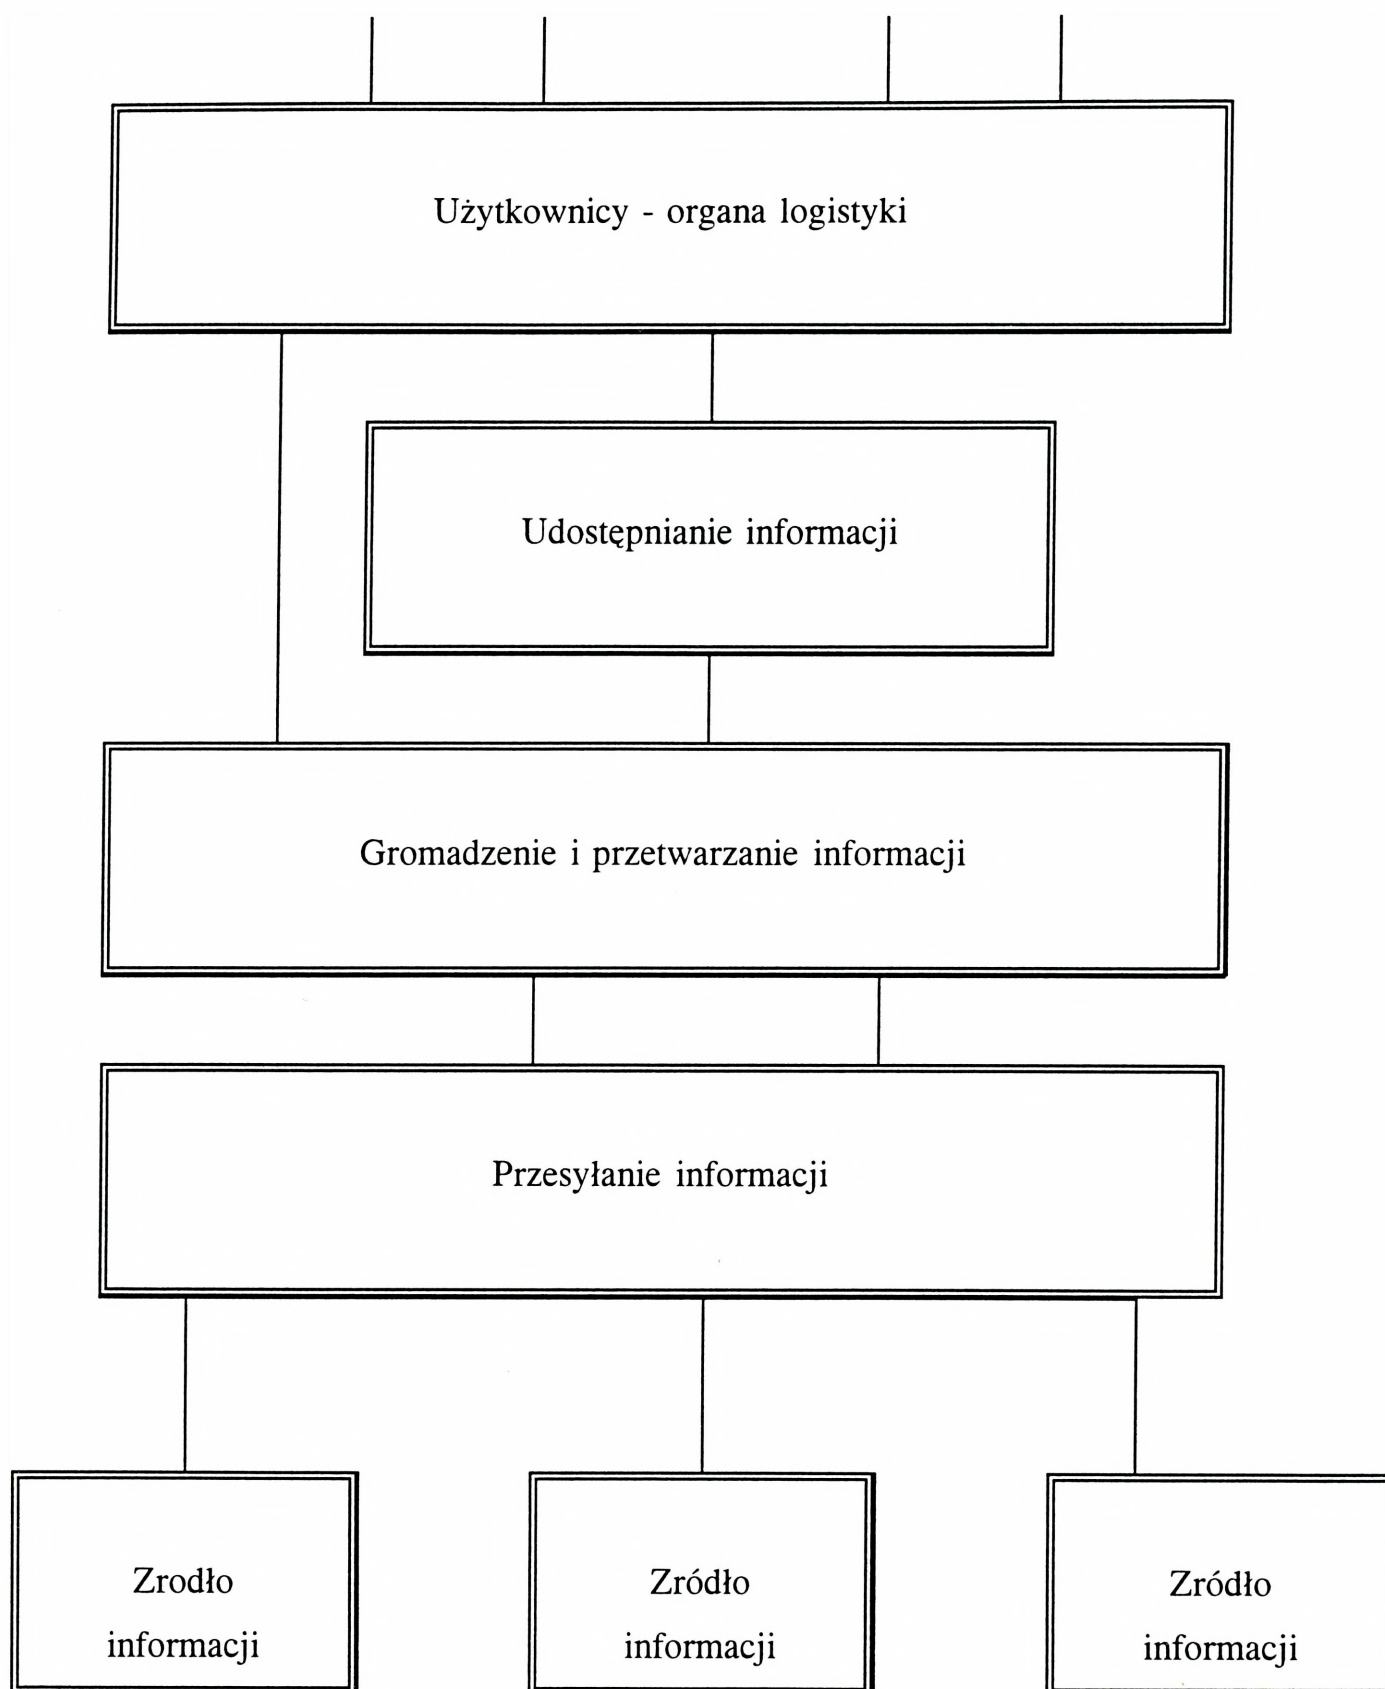 Użytkownicy - organa logistyki
Udostępnianie informacji
Gromadzenie i przetwarzanie informacji
Przesyłanie informacji
Zrodło
informacji
Zródło
informacji
Zródło
informacji